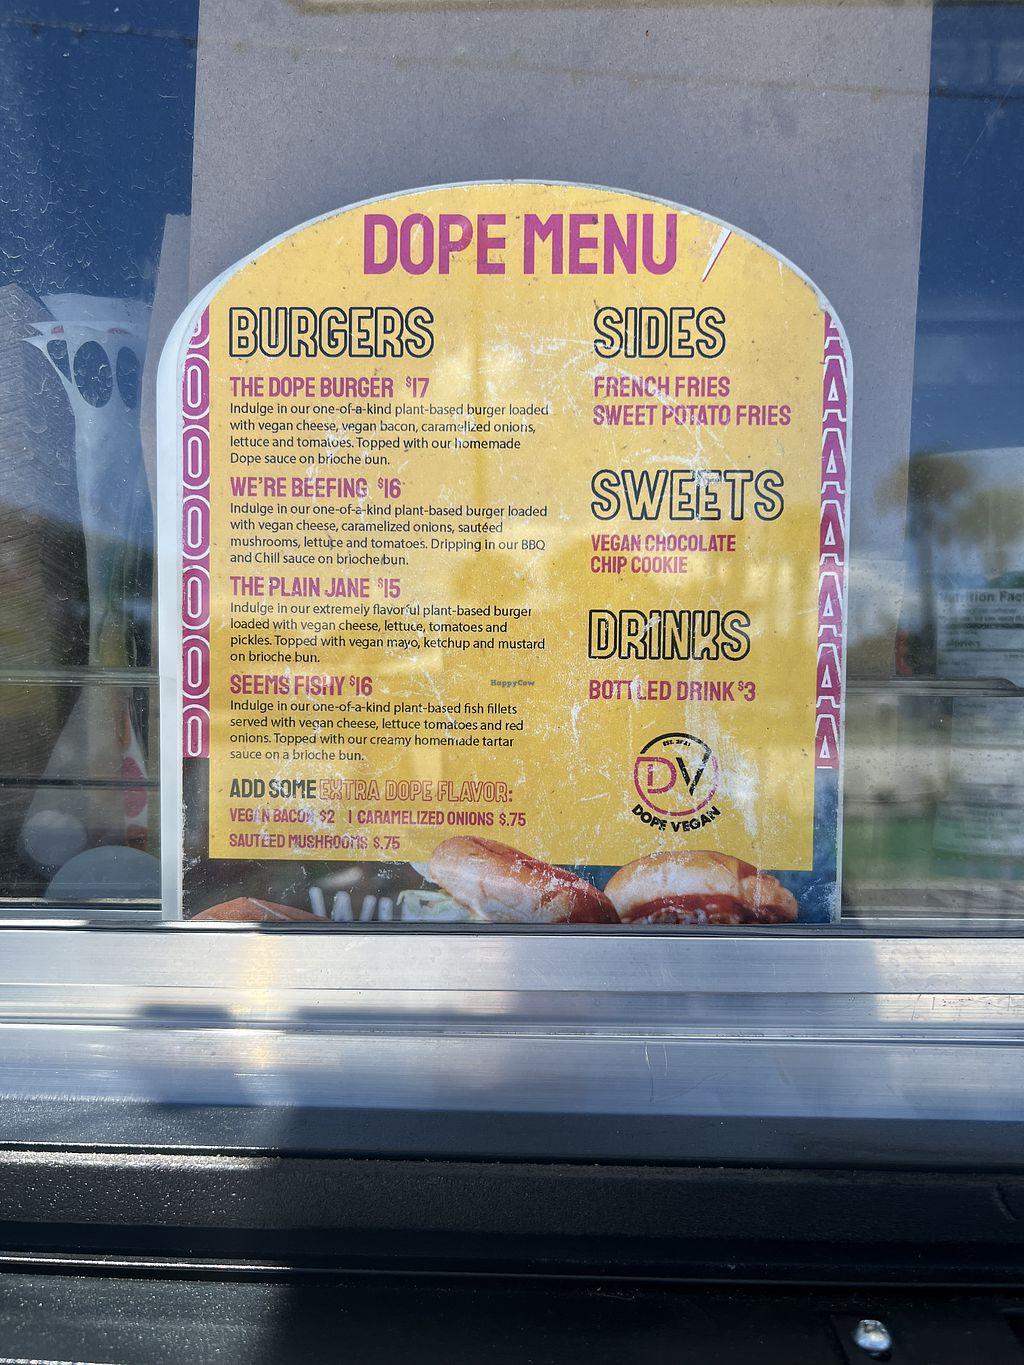 DOPE MENU
BURGERS
THE DOPE BURGER $17
Indulge in our one-of-a-kind plant-based burger loaded
with vegan cheese, vegan bacon, caramelized onions,
lettuce and tomatoes. Topped with our homemade
Dope sauce on brioche bun.
WE'RE BEEFING $16
Indulge in our one-of-a-kind plant-based burger loaded
with vegan cheese, caramelized onions, sautéed
mushrooms, lettuce and tomatoes. Dripping in our BBQ
and Chill sauce on brioche bun.
THE PLAIN JANE $15
Indulge in our extremely flavorful plant-based burger
loaded with vegan cheese, lettuce, tomatoes and
pickles. Topped with vegan mayo, ketchup and mustard
on brioche bun.
SEEMS FISHY $16
Indulge in our one-of-a-kind plant-based fish fillets
served with vegan cheese, lettuce tomatoes and red
onions. Topped with our creamy homemade tartar
sauce on a brioche bun.
ADD SOME EXTRA DOPE FLAVOR:
VEGAN BACON $2 | CARAMELIZED ONIONS $.75
SAUTÉED MUSHROOMS $.75
SIDES
FRENCH FRIES
SWEET POTATO FRIES
SWEETS
VEGAN CHOCOLATE
CHIP COOKIE
DRINKS
BOTTLED DRINK $3
DV
DOPE VEGAN
HappyCow